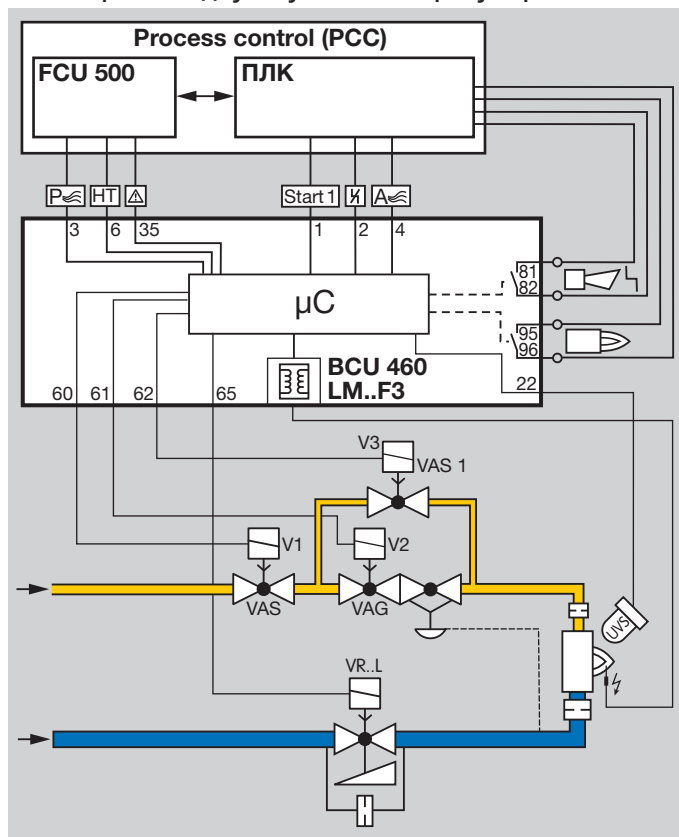 Process control (PCC)
FCU 500
ПЛК
P HT Start 1 A
3 6 35 1 2 4
81
82
µC
95
96
BCU 460
LM..F3
22
60 61 62 65
V3
VAS 1
V1 V2
VAS VAG
UVS
VR..L